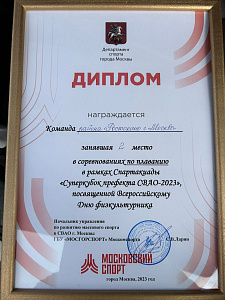 Департамент
спорта
города Москвы
ДИПЛОМ
награждается
Команда района г. Москвы
занявшая 2 место
в соревнованиях по плаванию
в рамках Спартакиады
«Суперкубок префекта СВАО-2023»,
посвященной Всероссийскому
Дню физкультурника
Начальник управления
по развитию массового спорта
в СВАО г. Москвы
ГБУ «МОСГОРСПОРТ» Москомспорта
МОСКОВСКИЙ
СПОРТ
город Москва, 2023 год